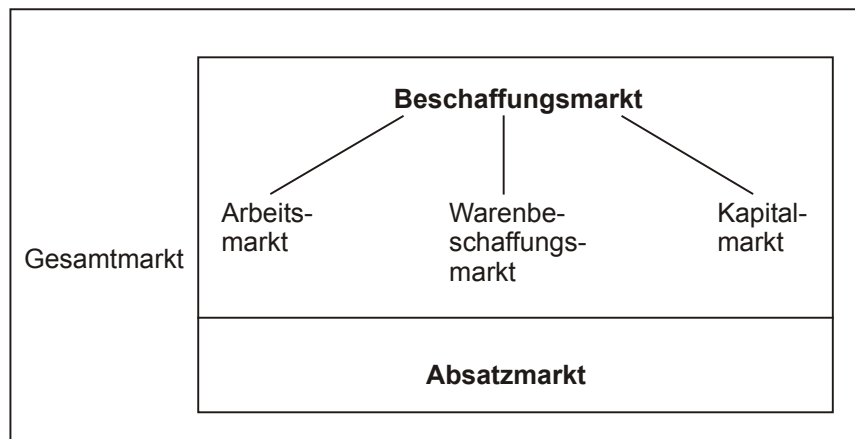 Beschaffungsmarkt
Arbeits-
markt
Warenbe-
schaffungs-
markt
Kapital-
markt
Gesamtmarkt
Absatzmarkt